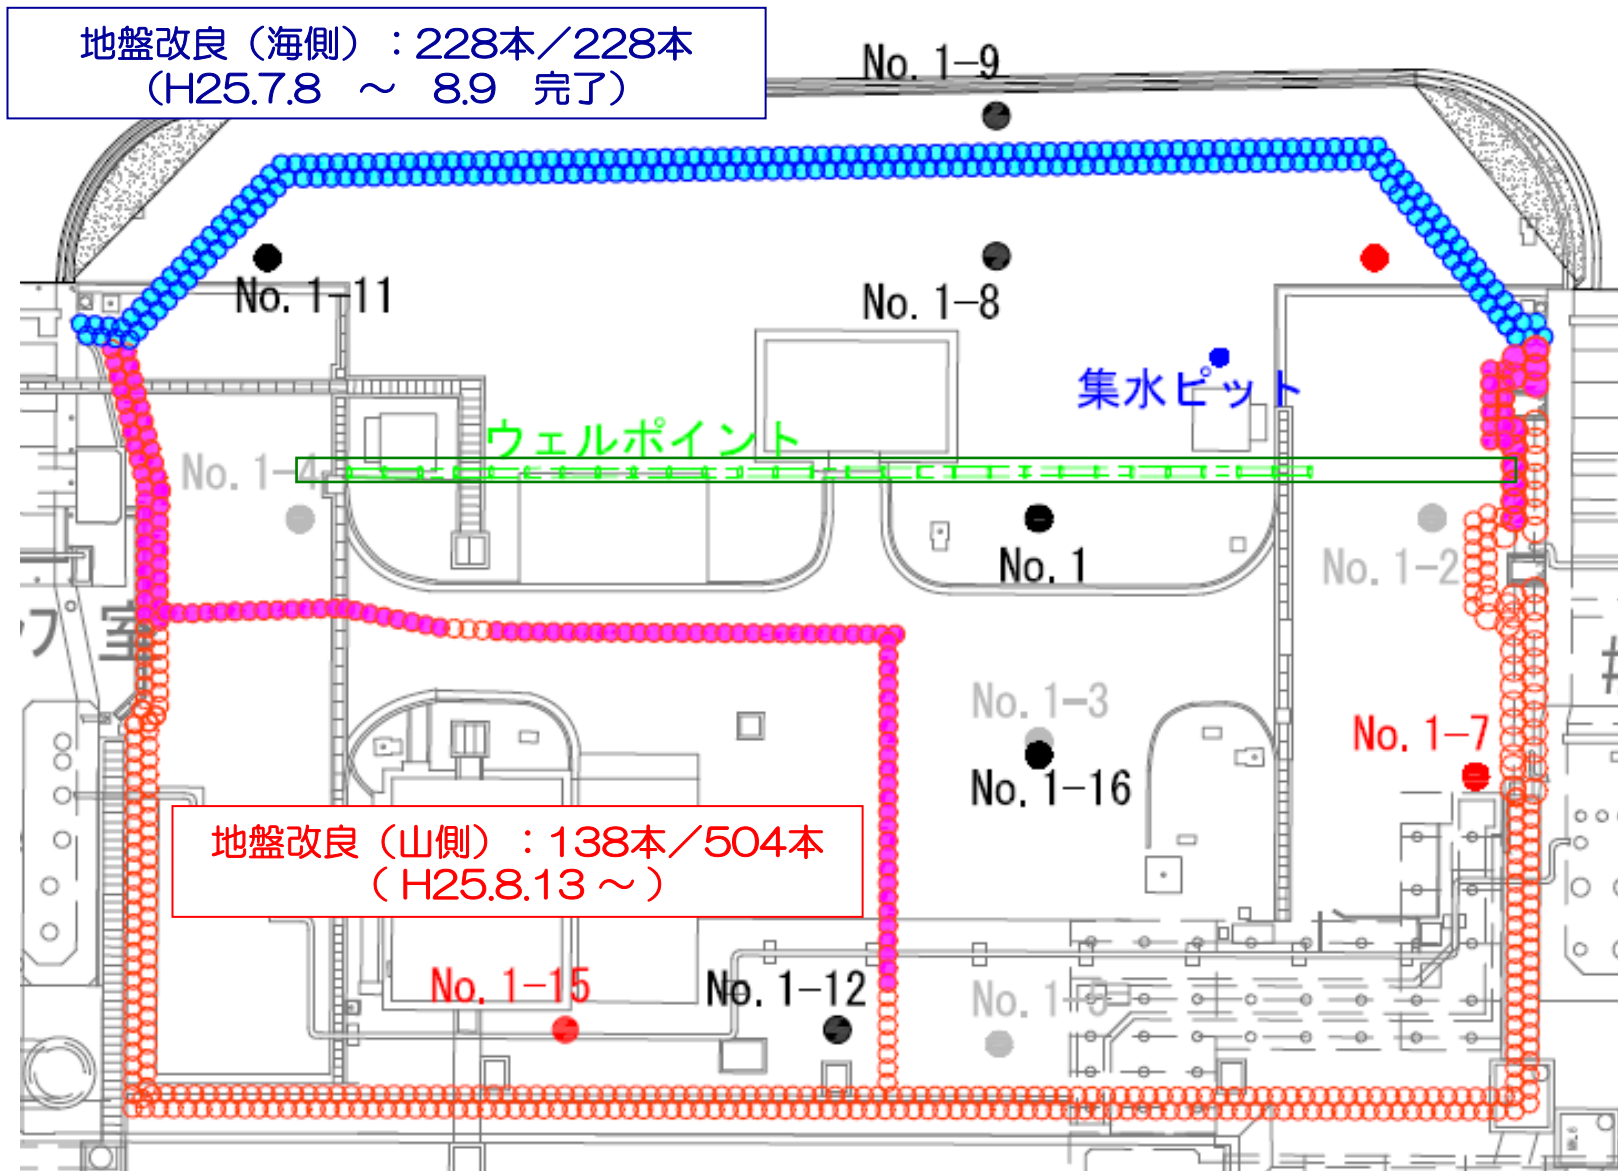 地盤改良（海側）：228本／228本
（H25.7.8　～　8.9　完了）
No. 1-9
No. 1-11
No. 1-8
集水ピット
ウェルポイント
No. 1-4
No. 1
No. 1-2
室
No. 1-3
No. 1-16
No. 1-7
#
地盤改良（山側）：138本／504本
（ H25.8.13 ～ ）
No. 1-15
No. 1-12